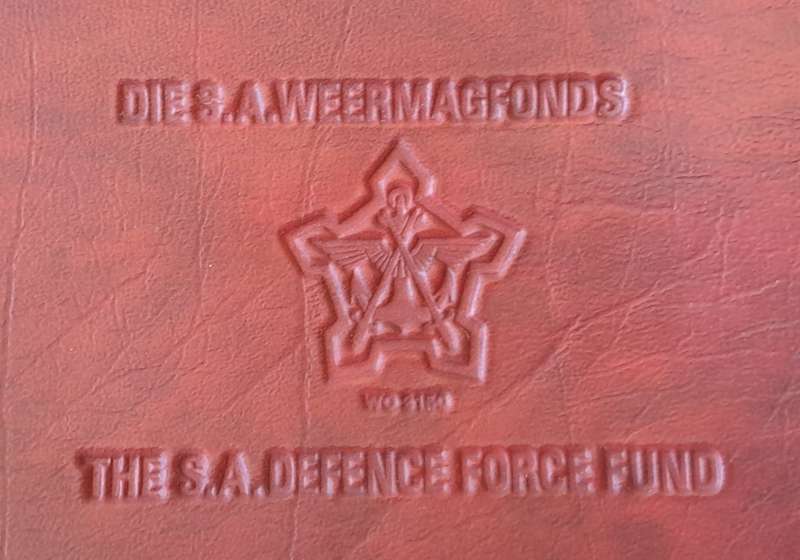 DIE S.A.WEERMAGFONDS
THE S.A.DEFENCE FORCE FUND